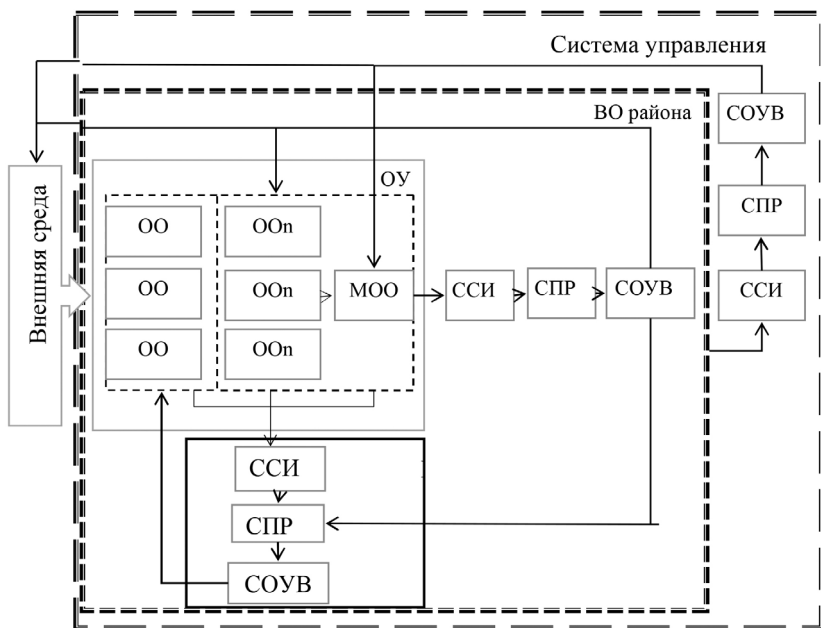 Система управления
ВО района
СОУВ
СПР
ССИ
Внешняя среда
ОУ
ОО
ООn
ОО
ООn
МОО
ССИ
СПР
СОУВ
ОО
ООn
ССИ
СПР
СОУВ